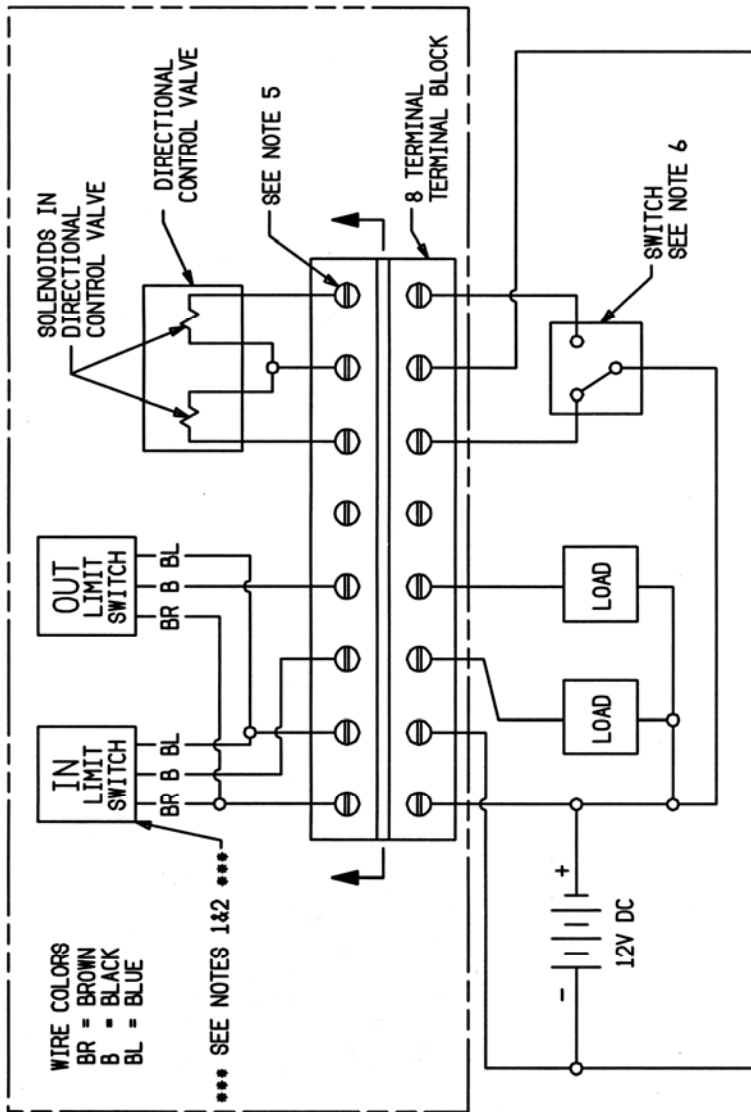 WIRE COLORS
BR = BROWN
B = BLACK
BL = BLUE
*** SEE NOTES 1&2 ***
IN
LIMIT
SWITCH
BR
B
BL
OUT
LIMIT
SWITCH
BR
B
BL
SOLENOIDS IN
DIRECTIONAL
CONTROL VALVE
DIRECTIONAL
CONTROL VALVE
SEE NOTE 5
8 TERMINAL
TERMINAL BLOCK
- +
12V DC
LOAD
LOAD
SWITCH
SEE NOTE 6